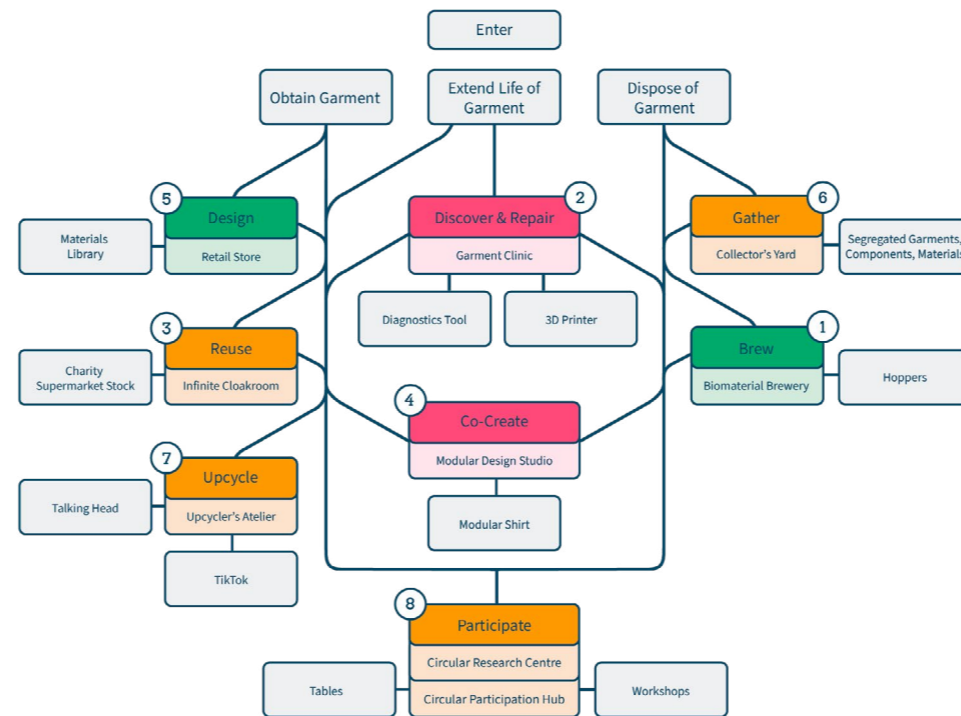 Enter
Obtain Garment
Extend Life of
Garment
Dispose of
Garment
5
Design
Retail Store
Materials
Library
2
Discover & Repair
Garment Clinic
Diagnostics Tool
3D Printer
6
Gather
Collector's Yard
Segregated Garments,
Components, Materials
3
Reuse
Infinite Cloakroom
Charity
Supermarket Stock
1
Brew
Biomaterial Brewery
Hoppers
4
Co-Create
Modular Design Studio
Modular Shirt
7
Upcycle
Upcycler's Atelier
Talking Head
TikTok
8
Participate
Circular Research Centre
Circular Participation Hub
Tables
Workshops